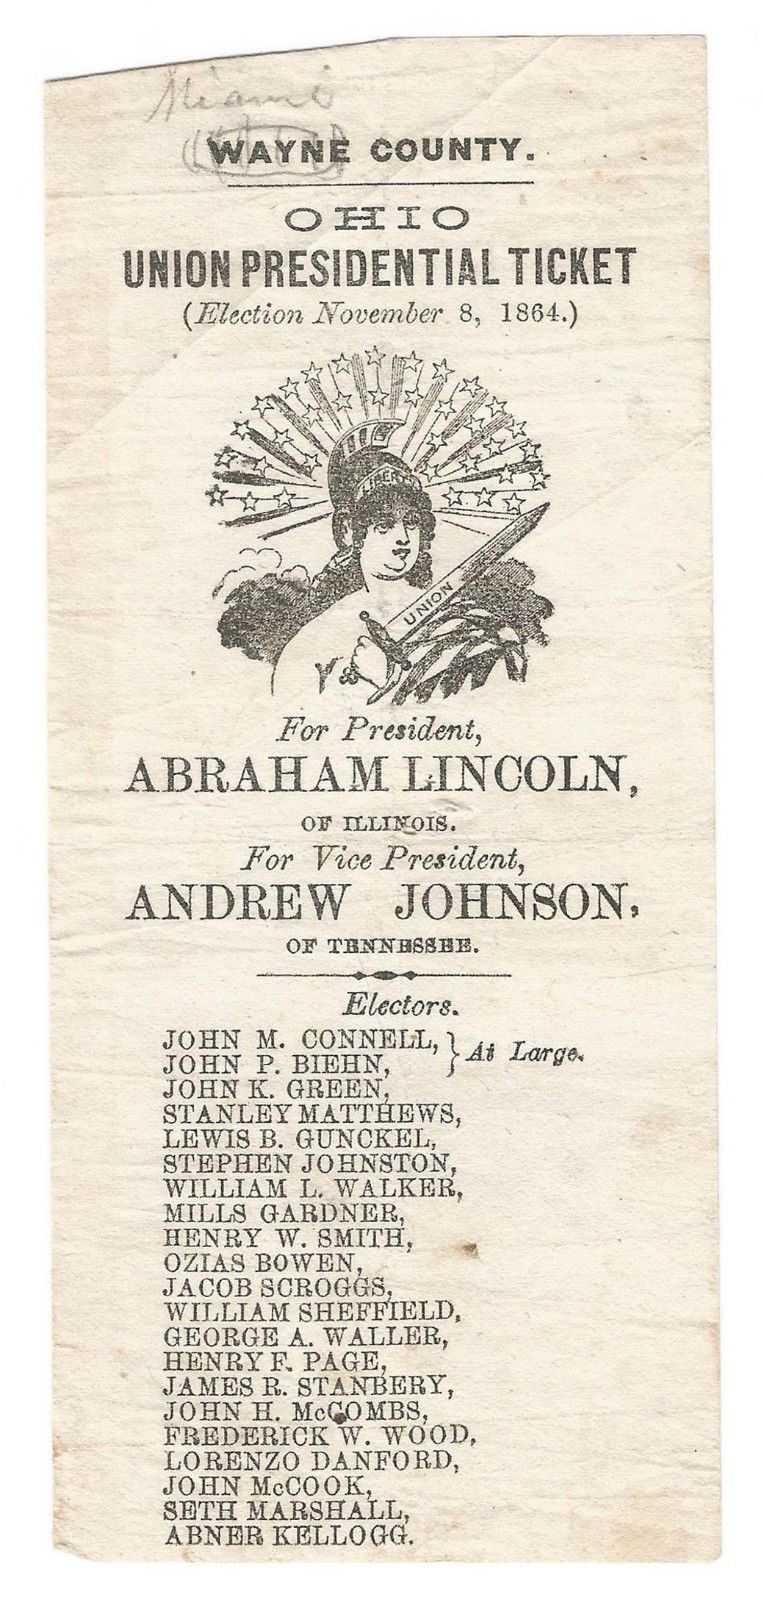 Miami
WAYNE COUNTY.
OHIO
UNION PRESIDENTIAL TICKET
(Election November 8, 1864.)
LIBERTY
UNION
For President,
ABRAHAM LINCOLN,
OF ILLINOIS.
For Vice President,
ANDREW JOHNSON,
OF TENNESSEE.
Electors.
JOHN M. CONNELL, } At Large.
JOHN P. BIEHN,
JOHN K. GREEN,
STANLEY MATTHEWS,
LEWIS B. GUNCKEL,
STEPHEN JOHNSTON,
WILLIAM L. WALKER,
MILLS GARDNER,
HENRY W. SMITH,
OZIAS BOWEN,
JACOB SCROGGS,
WILLIAM SHEFFIELD,
GEORGE A. WALLER,
HENRY F. PAGE,
JAMES R. STANBERY,
JOHN H. McCOMBS,
FREDERICK W. WOOD,
LORENZO DANFORD,
JOHN McCOOK,
SETH MARSHALL,
ABNER KELLOGG.